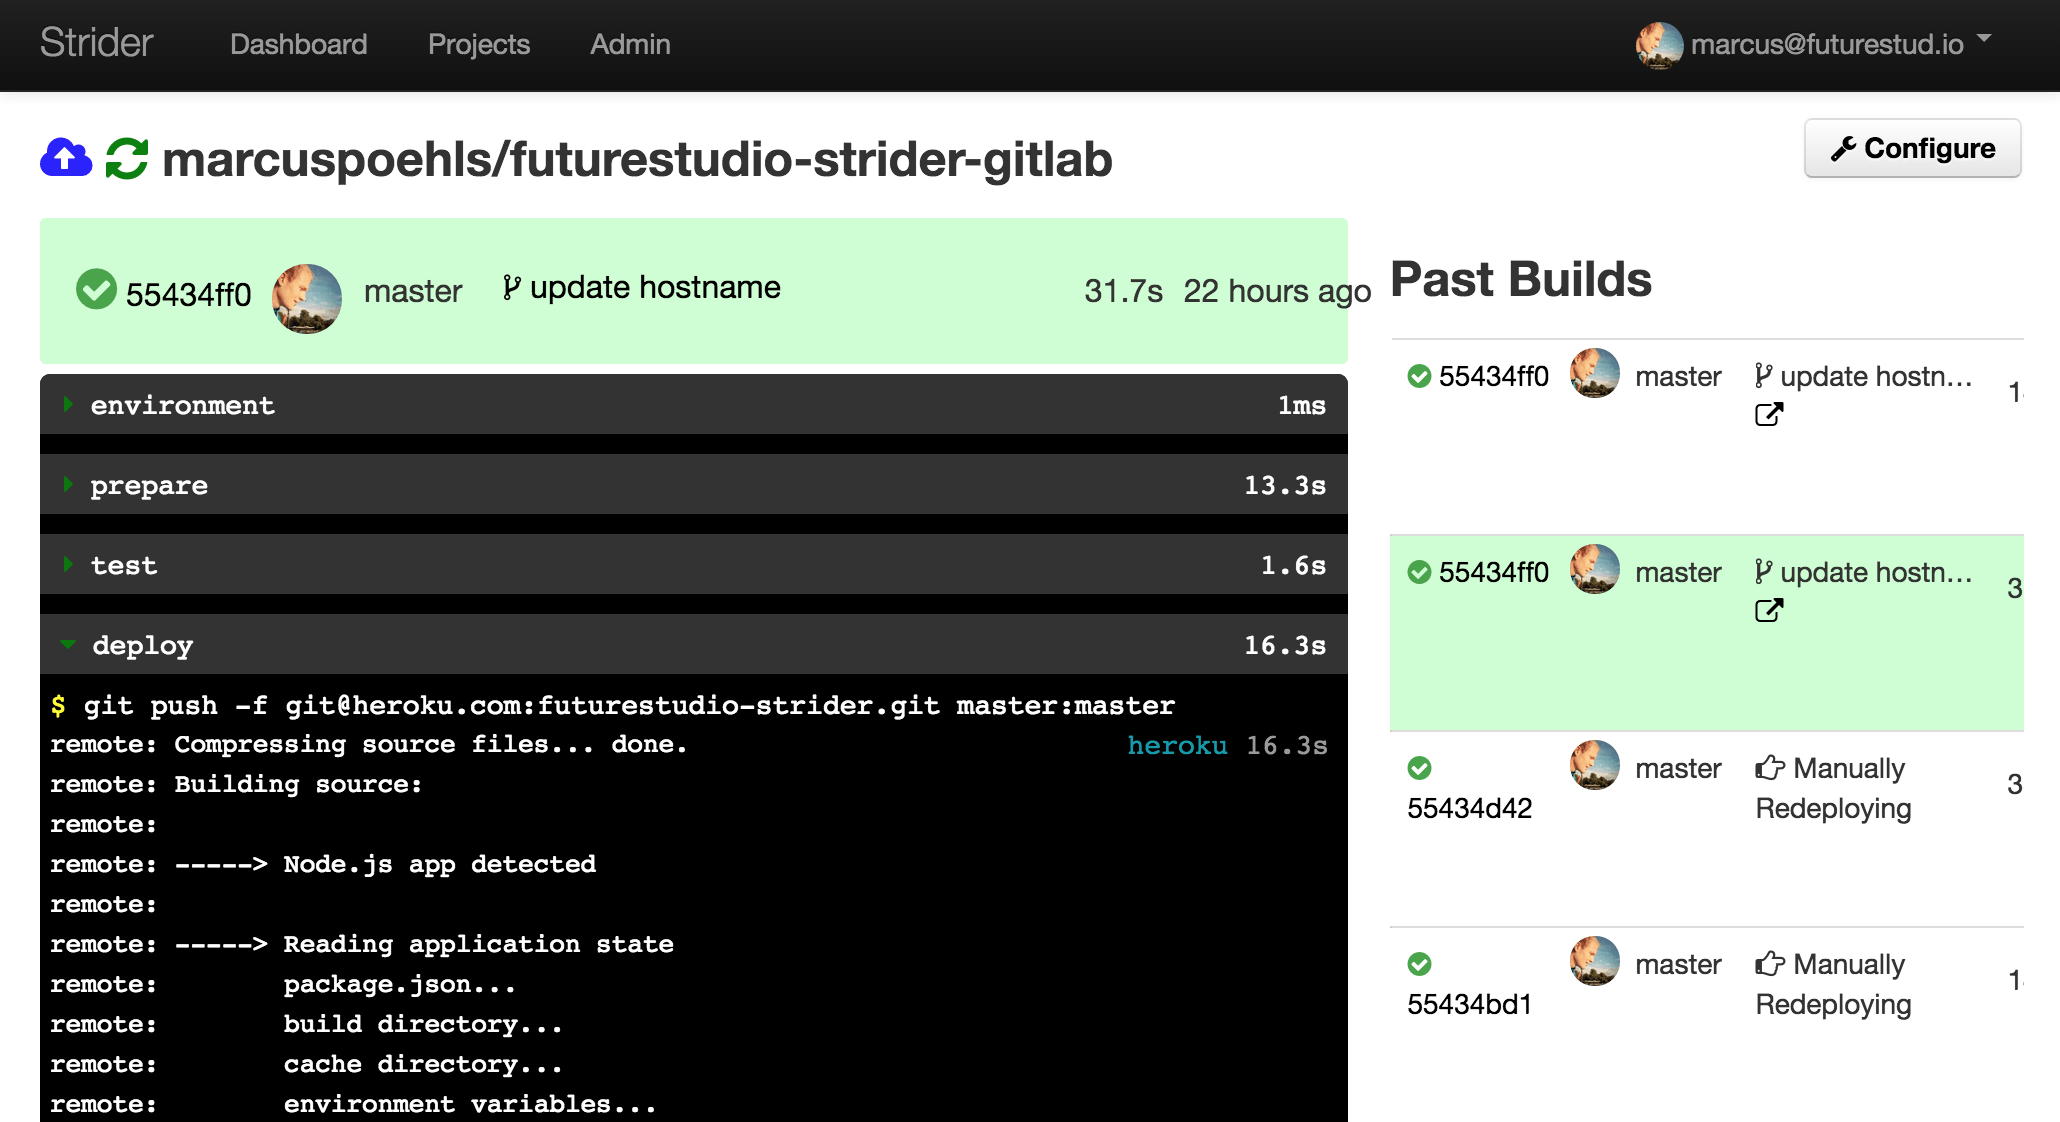 Strider Dashboard Projects Admin marcus@futurestud.io
marcuspoehls/futurestudio-strider-gitlab
Configure
55434ff0 master update hostname 31.7s 22 hours ago
environment 1ms
prepare 13.3s
test 1.6s
deploy 16.3s
$ git push -f git@heroku.com:futurestudio-strider.git master:master
remote: Compressing source files... done.
heroku 16.3s
remote: Building source:
remote:
remote: -----> Node.js app detected
remote:
remote: -----> Reading application state
remote: package.json...
remote: build directory...
remote: cache directory...
remote: environment variables...
Past Builds
55434ff0 master update hostn...
55434ff0 master update hostn...
55434d42 master Manually
Redeploying
55434bd1 master Manually
Redeploying